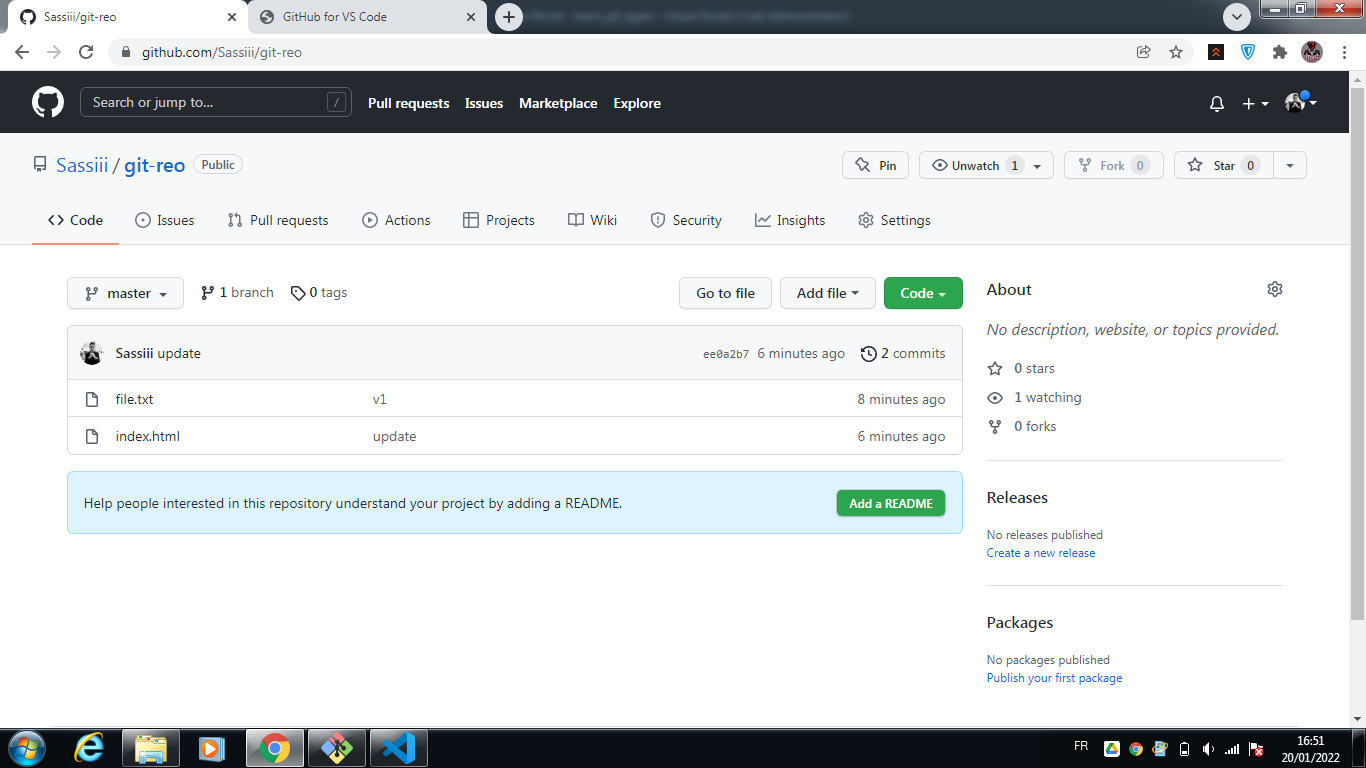 Sassiii/git-reo
GitHub for VS Code
github.com/Sassiii/git-reo
Search or jump to...
/
Pull requests
Issues
Marketplace
Explore
Sassiii / git-reo
Public
Pin
Unwatch 1
Fork 0
Star 0
Code
Issues
Pull requests
Actions
Projects
Wiki
Security
Insights
Settings
master
1 branch
0 tags
Go to file
Add file
Code
Sassiii update
ee0a2b7 6 minutes ago
2 commits
file.txt
v1
8 minutes ago
index.html
update
6 minutes ago
Help people interested in this repository understand your project by adding a README.
Add a README
About
No description, website, or topics provided.
0 stars
1 watching
0 forks
Releases
No releases published
Create a new release
Packages
No packages published
Publish your first package
FR
16:51
20/01/2022